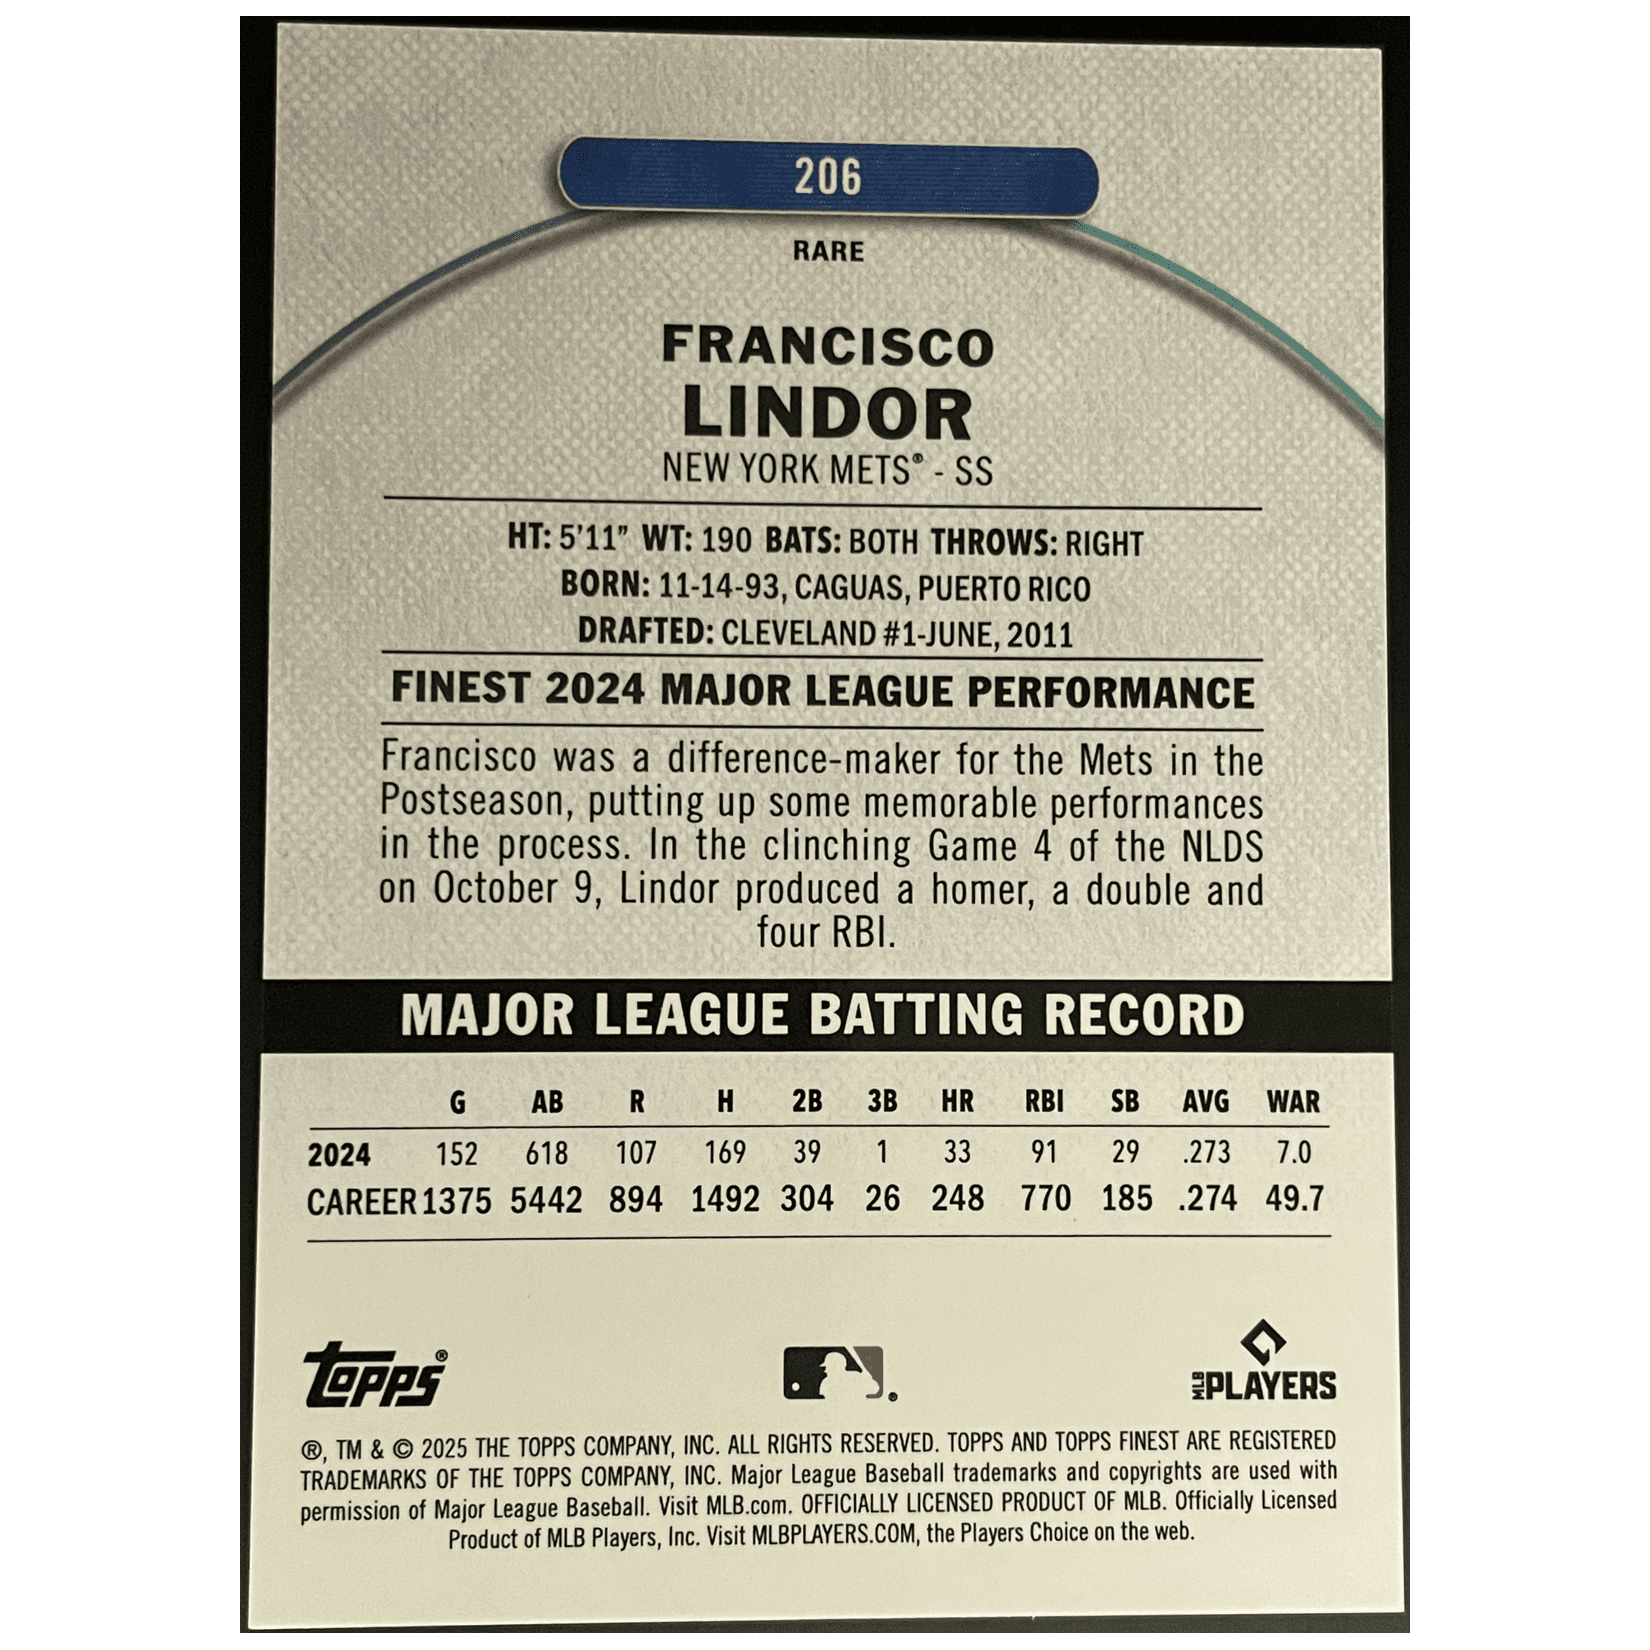 206
RARE
FRANCISCO
LINDOR
NEW YORK METS® - SS
HT: 5'11" WT: 190 BATS: BOTH THROWS: RIGHT
BORN: 11-14-93, CAGUAS, PUERTO RICO
DRAFTED: CLEVELAND #1-JUNE, 2011
FINEST 2024 MAJOR LEAGUE PERFORMANCE
Francisco was a difference-maker for the Mets in the
Postseason, putting up some memorable performances
in the process. In the clinching Game 4 of the NLDS
on October 9, Lindor produced a homer, a double and
four RBI.
MAJOR LEAGUE BATTING RECORD
G AB R H 2B 3B HR RBI SB AVG WAR
2024 152 618 107 169 39 1 33 91 29 .273 7.0
CAREER 1375 5442 894 1492 304 26 248 770 185 .274 49.7
TOPPS® ® MLB PLAYERS
®, TM & © 2025 THE TOPPS COMPANY, INC. ALL RIGHTS RESERVED. TOPPS AND TOPPS FINEST ARE REGISTERED
TRADEMARKS OF THE TOPPS COMPANY, INC. Major League Baseball trademarks and copyrights are used with
permission of Major League Baseball. Visit MLB.com. OFFICIALLY LICENSED PRODUCT OF MLB. Officially Licensed
Product of MLB Players, Inc. Visit MLBPLAYERS.COM, the Players Choice on the web.